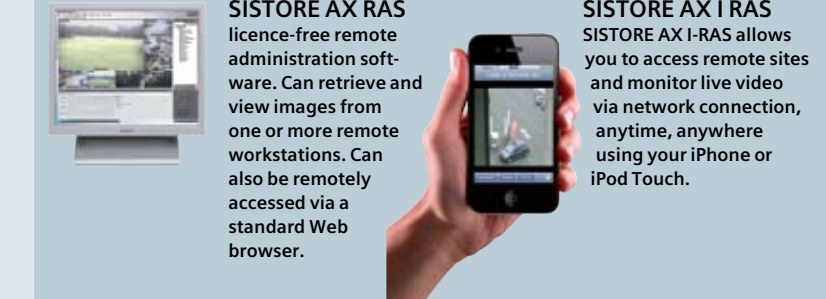 SISTORE AX RAS
licence-free remote
administration soft-
ware. Can retrieve and
view images from
one or more remote
workstations. Can
also be remotely
accessed via a
standard Web
browser.
SISTORE AX I RAS
SISTORE AX I-RAS allows
you to access remote sites
and monitor live video
via network connection,
anytime, anywhere
using your iPhone or
iPod Touch.